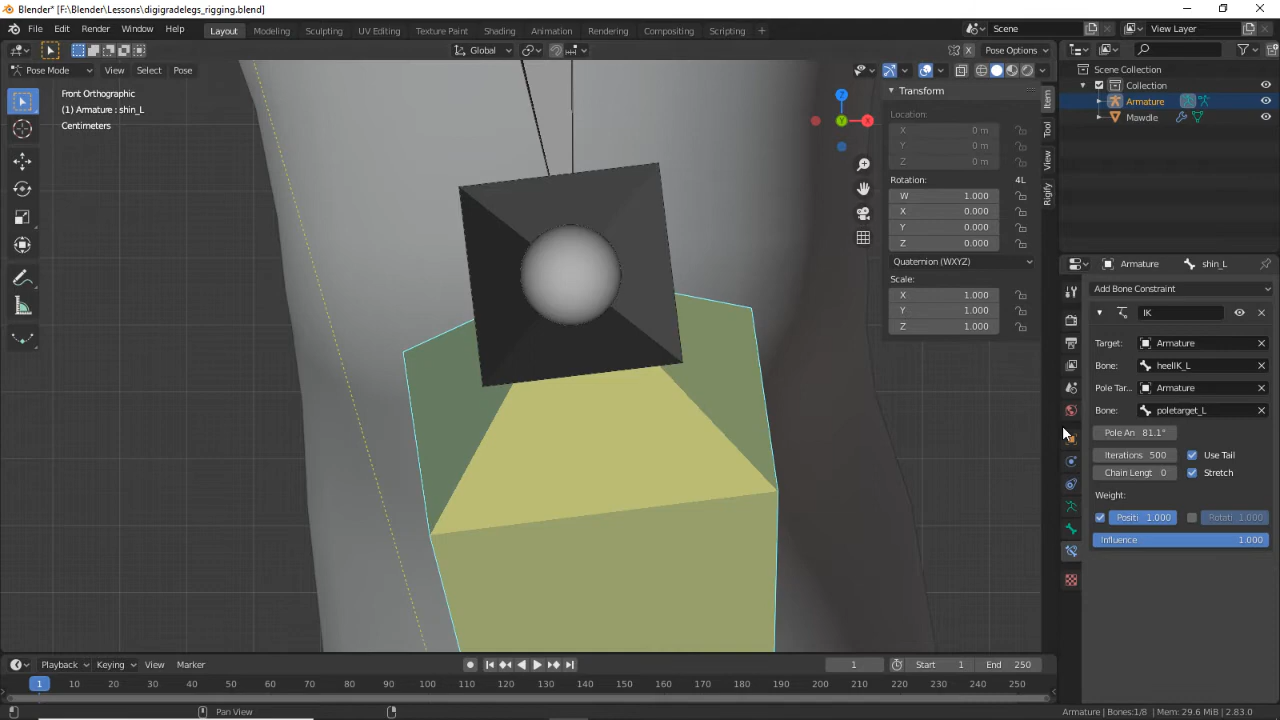 Blender* [F:\Blender\Lessons\digigradelegs_rigging.blend]
File Edit Render Window Help Layout Modeling Sculpting UV Editing Texture Paint Shading Animation Rendering Compositing Scripting + Scene View Layer
Global Pose Options
Pose Mode View Select Pose
Front Orthographic
(1) Armature : shin_L
Centimeters
Z
X
Y
Transform
Location:
X 0 m
Y 0 m
Z 0 m
Rotation: 4L
W 1.000
X 0.000
Y 0.000
Z 0.000
Quaternion (WXYZ)
Scale:
X 1.000
Y 1.000
Z 1.000
Item
Tool
View
Rigify
Scene Collection
Collection
Armature
Mawdle
Armature shin_L
Add Bone Constraint
IK
Target: Armature
Bone: heelIK_L
Pole Tar... Armature
Bone: poletarget_L
Pole An 81.1°
Iterations 500 Use Tail
Chain Lengt 0 Stretch
Weight:
Positi 1.000 Rotati 1.000
Influence 1.000
Playback Keying View Marker 1 Start 1 End 250
1 10 20 30 40 50 60 70 80 90 100 110 120 130 140 150 160 170 180 190 200 210 220 230 240 250
Pan View Armature | Bones:1/8 | Mem: 29.6 MiB | 2.83.0